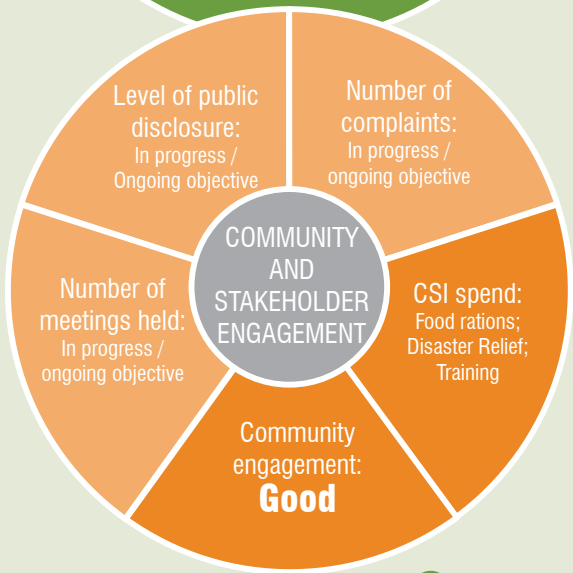 Level of public
disclosure:
In progress /
Ongoing objective
Number of
complaints:
In progress /
ongoing objective
COMMUNITY
AND
STAKEHOLDER
ENGAGEMENT
Number of
meetings held:
In progress /
ongoing objective
CSI spend:
Food rations;
Disaster Relief;
Training
Community
engagement:
Good